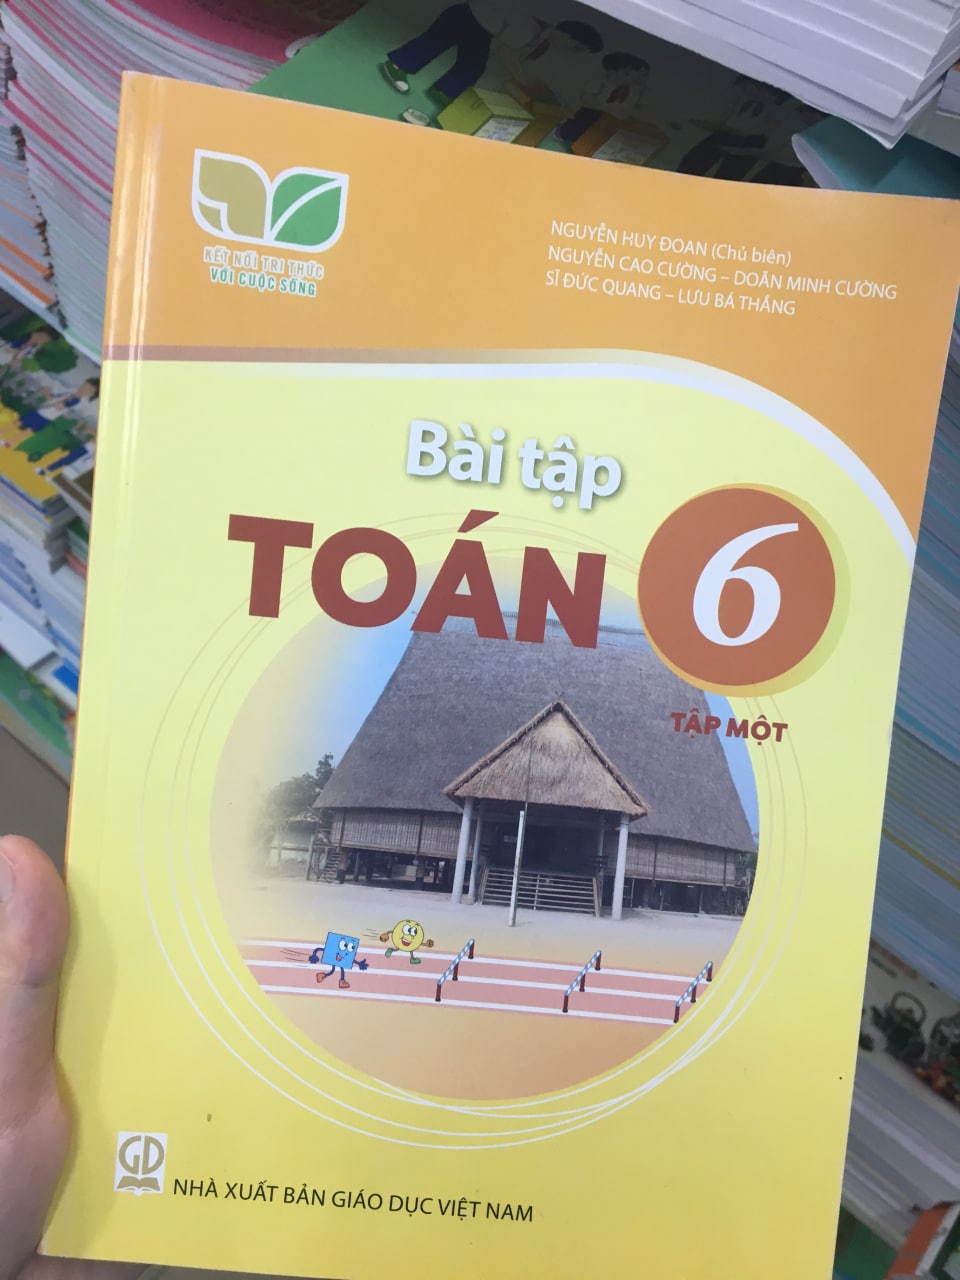 KẾT NỐI TRI THỨC
VỚI CUỘC SỐNG
NGUYỄN HUY ĐOAN (Chủ biên)
NGUYỄN CAO CƯỜNG – DOÃN MINH CƯỜNG
SĨ ĐỨC QUANG – LƯU BÁ THẮNG
Bài tập
TOÁN 6
TẬP MỘT
GD
NHÀ XUẤT BẢN GIÁO DỤC VIỆT NAM